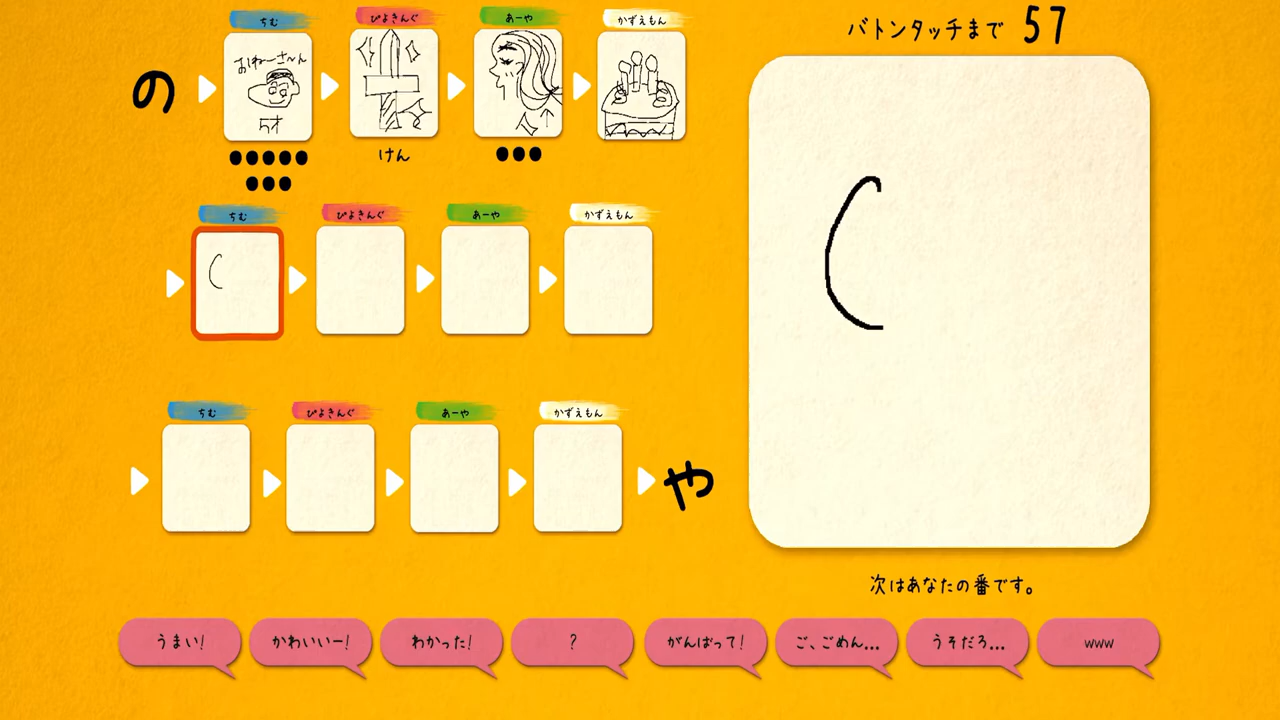 バトンタッチまで 57
ちむ
ぴよきんぐ
あーや
かずえもん
の
おねーさーん
5才
●●●●●
●●●
けん
●●●
ちむ
ぴよきんぐ
あーや
かずえもん
ちむ
ぴよきんぐ
あーや
かずえもん
や
次はあなたの番です。
うまい!
かわいいー!
わかった!
?
がんばって!
ご、ごめん...
うそだろ...
www